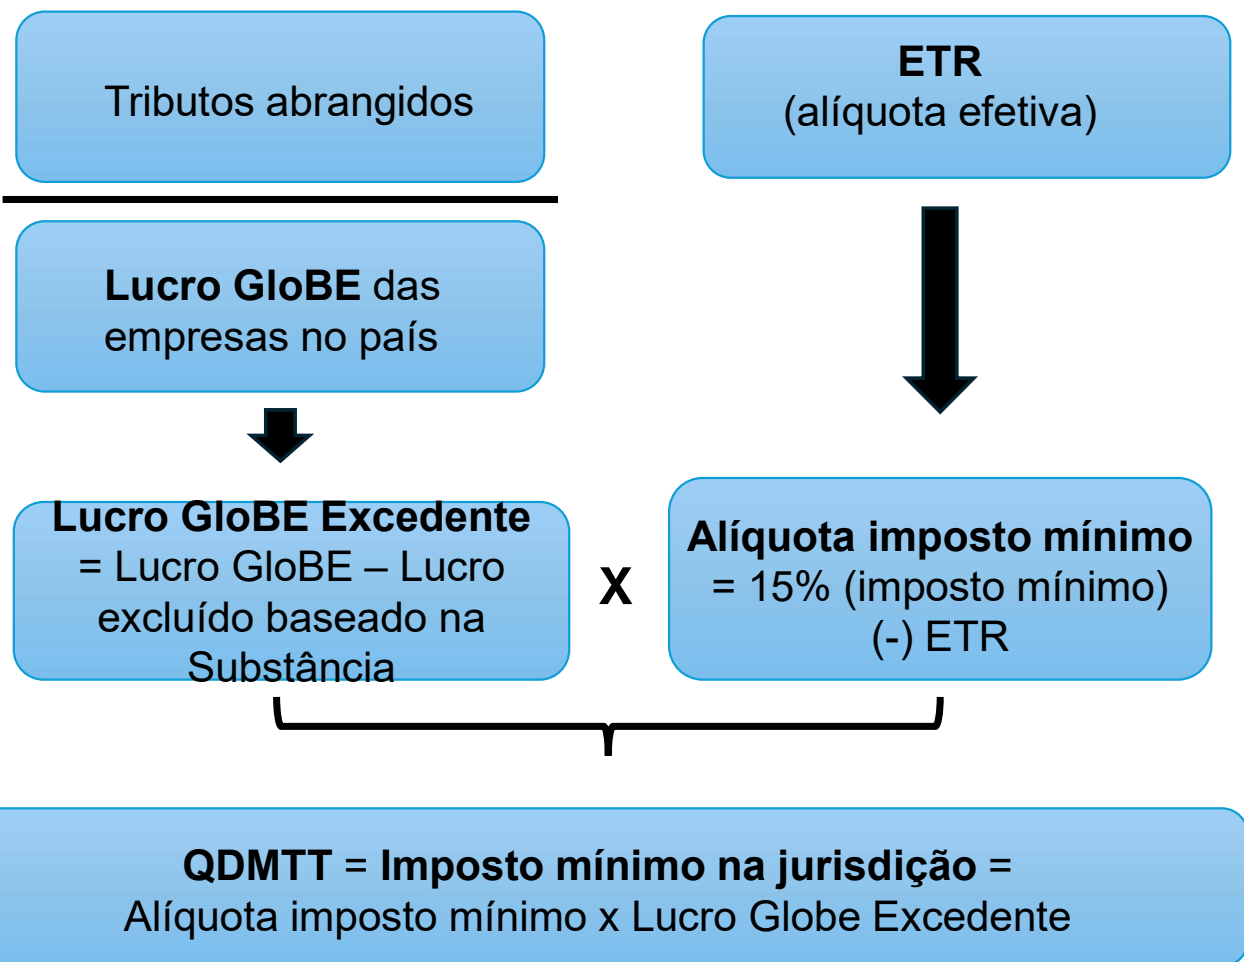 Tributos abrangidos
ETR
(alíquota efetiva)
Lucro GloBE das
empresas no país
Lucro GloBE Excedente
= Lucro GloBE – Lucro
excluído baseado na
Substância
X
Alíquota imposto mínimo
= 15% (imposto mínimo)
(-) ETR
QDMTT = Imposto mínimo na jurisdição =
Alíquota imposto mínimo x Lucro Globe Excedente